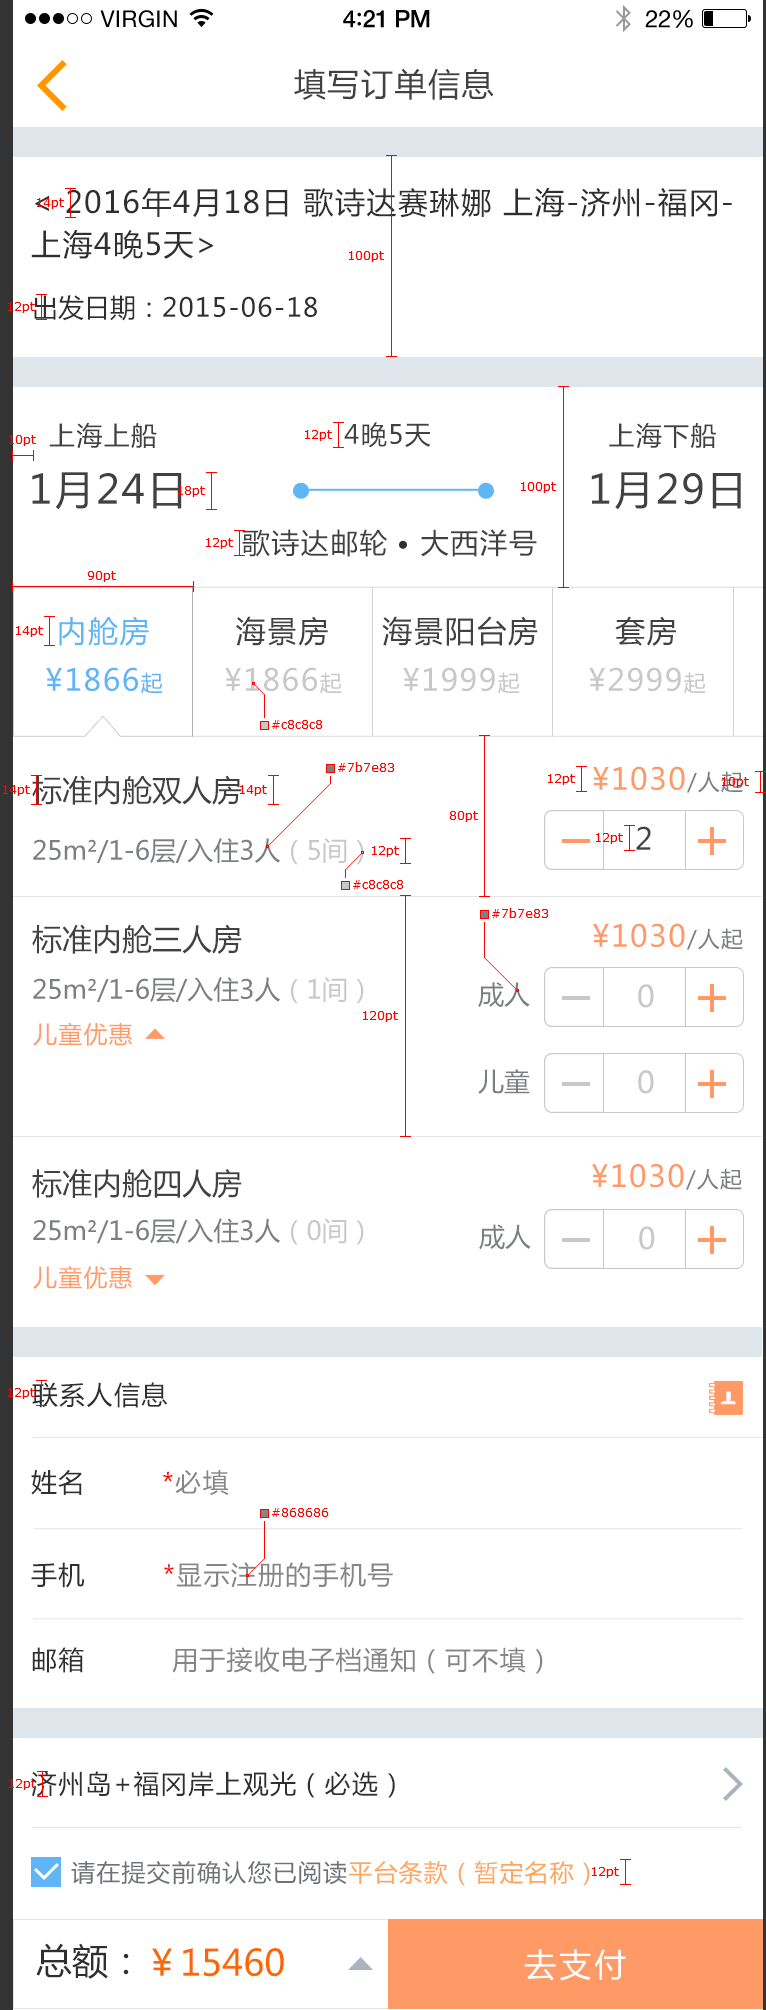 VIRGIN 4:21 PM 22%
填写订单信息
14pt
< 2016年4月18日 歌诗达赛琳娜 上海-济州-福冈-
上海4晚5天>
100pt
12pt
出发日期：2015-06-18
10pt
上海上船 12pt 4晚5天 上海下船
1月24日 18pt 100pt 1月29日
12pt 歌诗达邮轮 • 大西洋号
90pt
14pt 内舱房 海景房 海景阳台房 套房
¥1866起 ¥1866起 ¥1999起 ¥2999起
#c8c8c8
#7b7e83
14pt 标准内舱双人房 14pt 12pt ¥1030/人起 10pt
80pt
12pt 2
25m²/1-6层/入住3人（5间） 12pt
#c8c8c8
#7b7e83
标准内舱三人房 ¥1030/人起
25m²/1-6层/入住3人（1间） 成人 0
120pt
儿童优惠
儿童 0
标准内舱四人房 ¥1030/人起
25m²/1-6层/入住3人（0间） 成人 0
儿童优惠
12pt 联系人信息
姓名 *必填
#868686
手机 *显示注册的手机号
邮箱 用于接收电子档通知（可不填）
12pt 济州岛+福冈岸上观光（必选）
请在提交前确认您已阅读平台条款（暂定名称） 12pt
总额： ¥ 15460 去支付